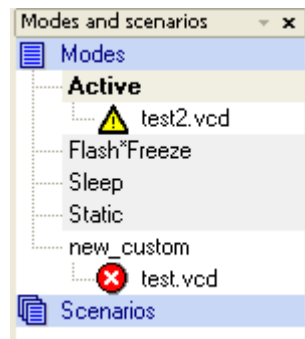 Modes and scenarios
Modes
Active
test2.vcd
Flash*Freeze
Sleep
Static
new_custom
test.vcd
Scenarios